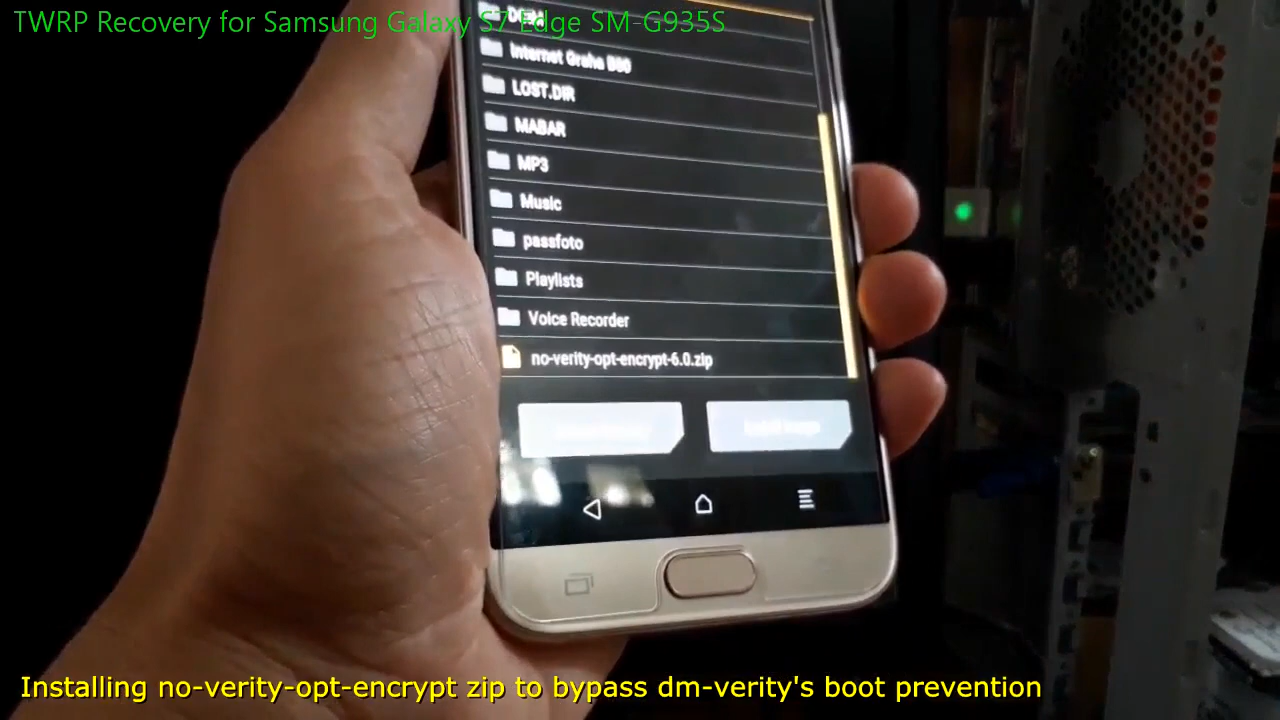 TWRP Recovery for Samsung Galaxy S7 Edge SM-G935S
DCIM
Internet Graha B80
LOST.DIR
MABAR
MP3
Music
passfoto
Playlists
Voice Recorder
no-verity-opt-encrypt-6.0.zip
Installing no-verity-opt-encrypt zip to bypass dm-verity's boot prevention